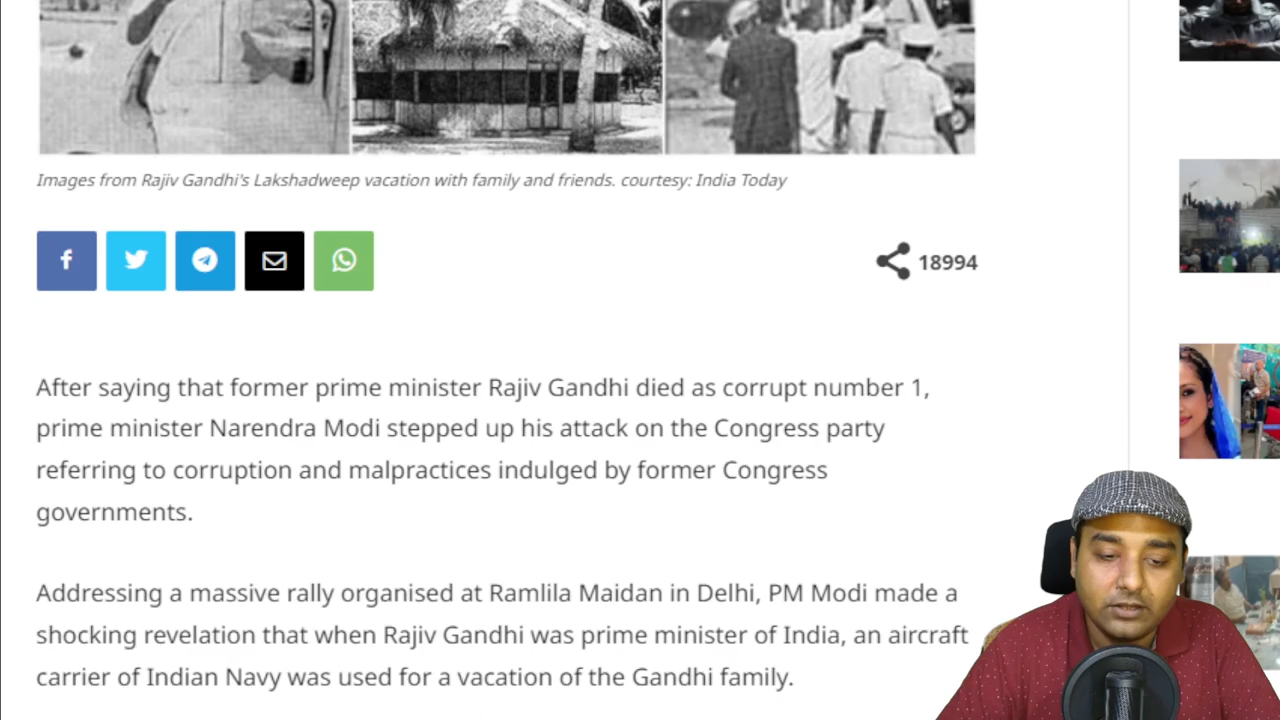 Images from Rajiv Gandhi's Lakshadweep vacation with family and friends. courtesy: India Today
18994
After saying that former prime minister Rajiv Gandhi died as corrupt number 1,
prime minister Narendra Modi stepped up his attack on the Congress party
referring to corruption and malpractices indulged by former Congress
governments.
Addressing a massive rally organised at Ramlila Maidan in Delhi, PM Modi made a
shocking revelation that when Rajiv Gandhi was prime minister of India, an aircraft
carrier of Indian Navy was used for a vacation of the Gandhi family.